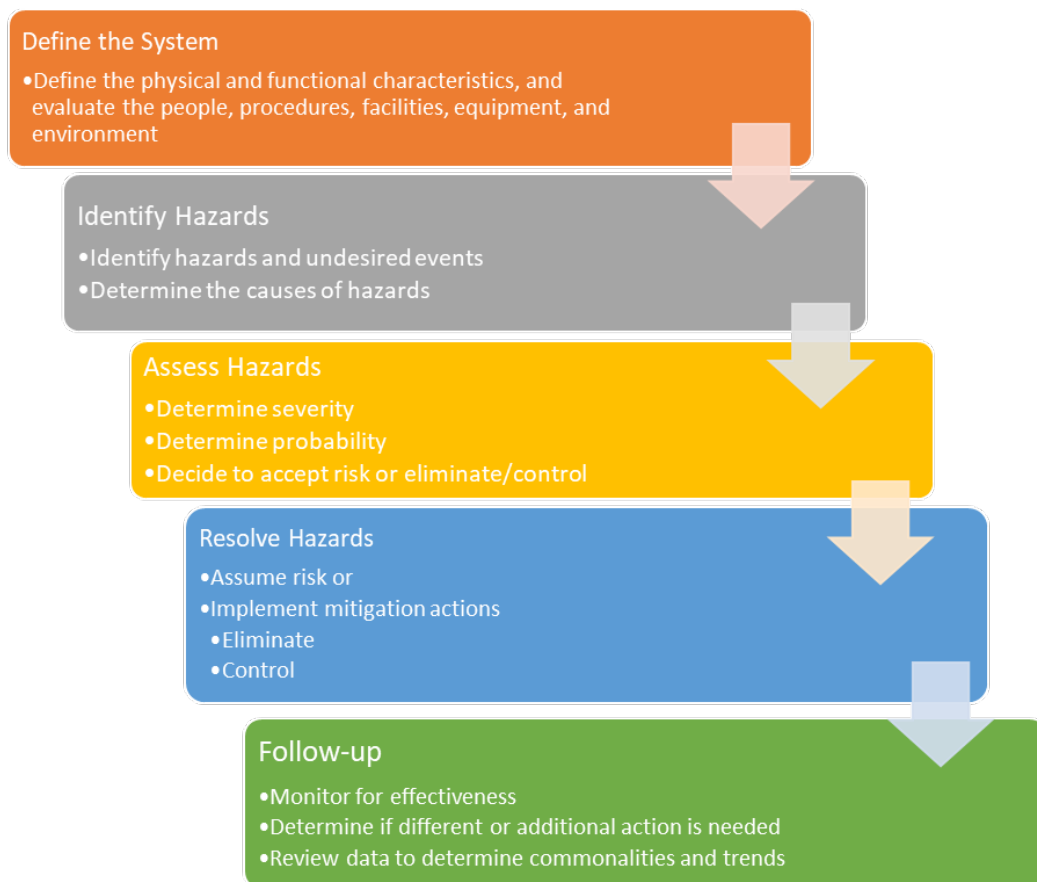 Define the System
•Define the physical and functional characteristics, and
evaluate the people, procedures, facilities, equipment, and
environment
Identify Hazards
•Identify hazards and undesired events
•Determine the causes of hazards
Assess Hazards
•Determine severity
•Determine probability
•Decide to accept risk or eliminate/control
Resolve Hazards
•Assume risk or
•Implement mitigation actions
•Eliminate
•Control
Follow-up
•Monitor for effectiveness
•Determine if different or additional action is needed
•Review data to determine commonalities and trends